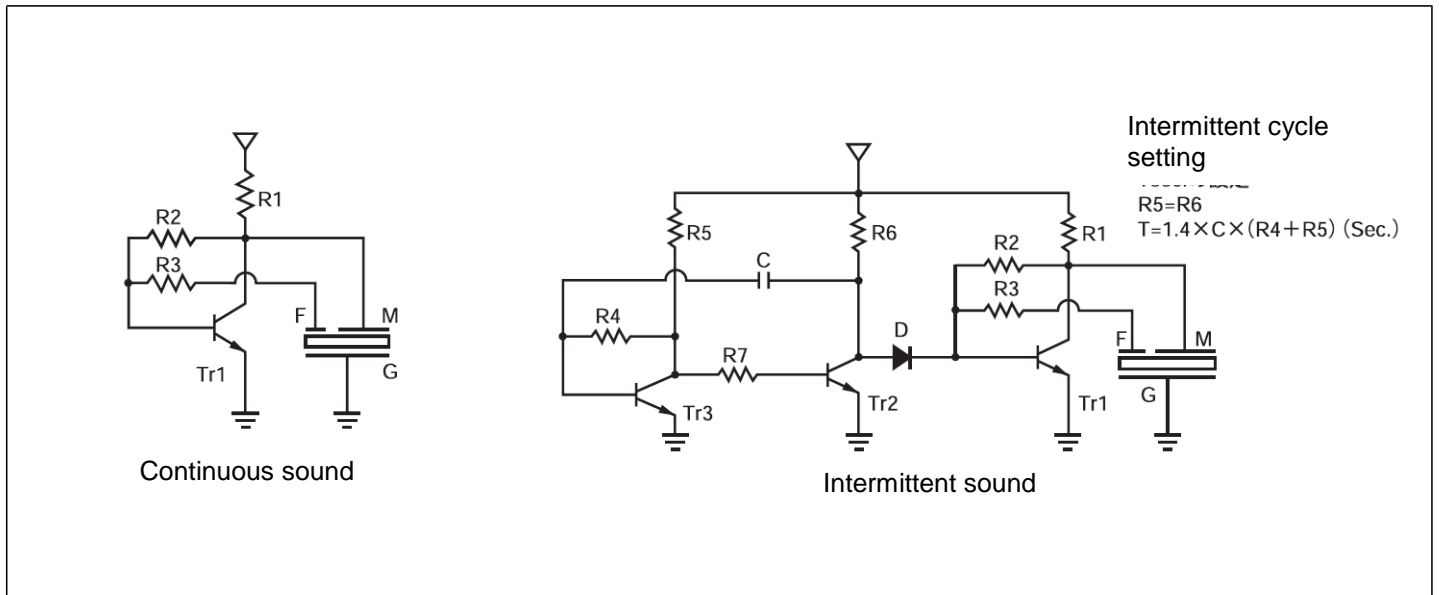 R1
R2
R3
F
M
G
Tr1
Continuous sound
Intermittent cycle
setting
R5=R6
T=1.4×C×(R4+R5) (Sec.)
R5
R6
R1
R2
C
R3
R4
D
F
M
R7
G
Tr3
Tr2
Tr1
Intermittent sound